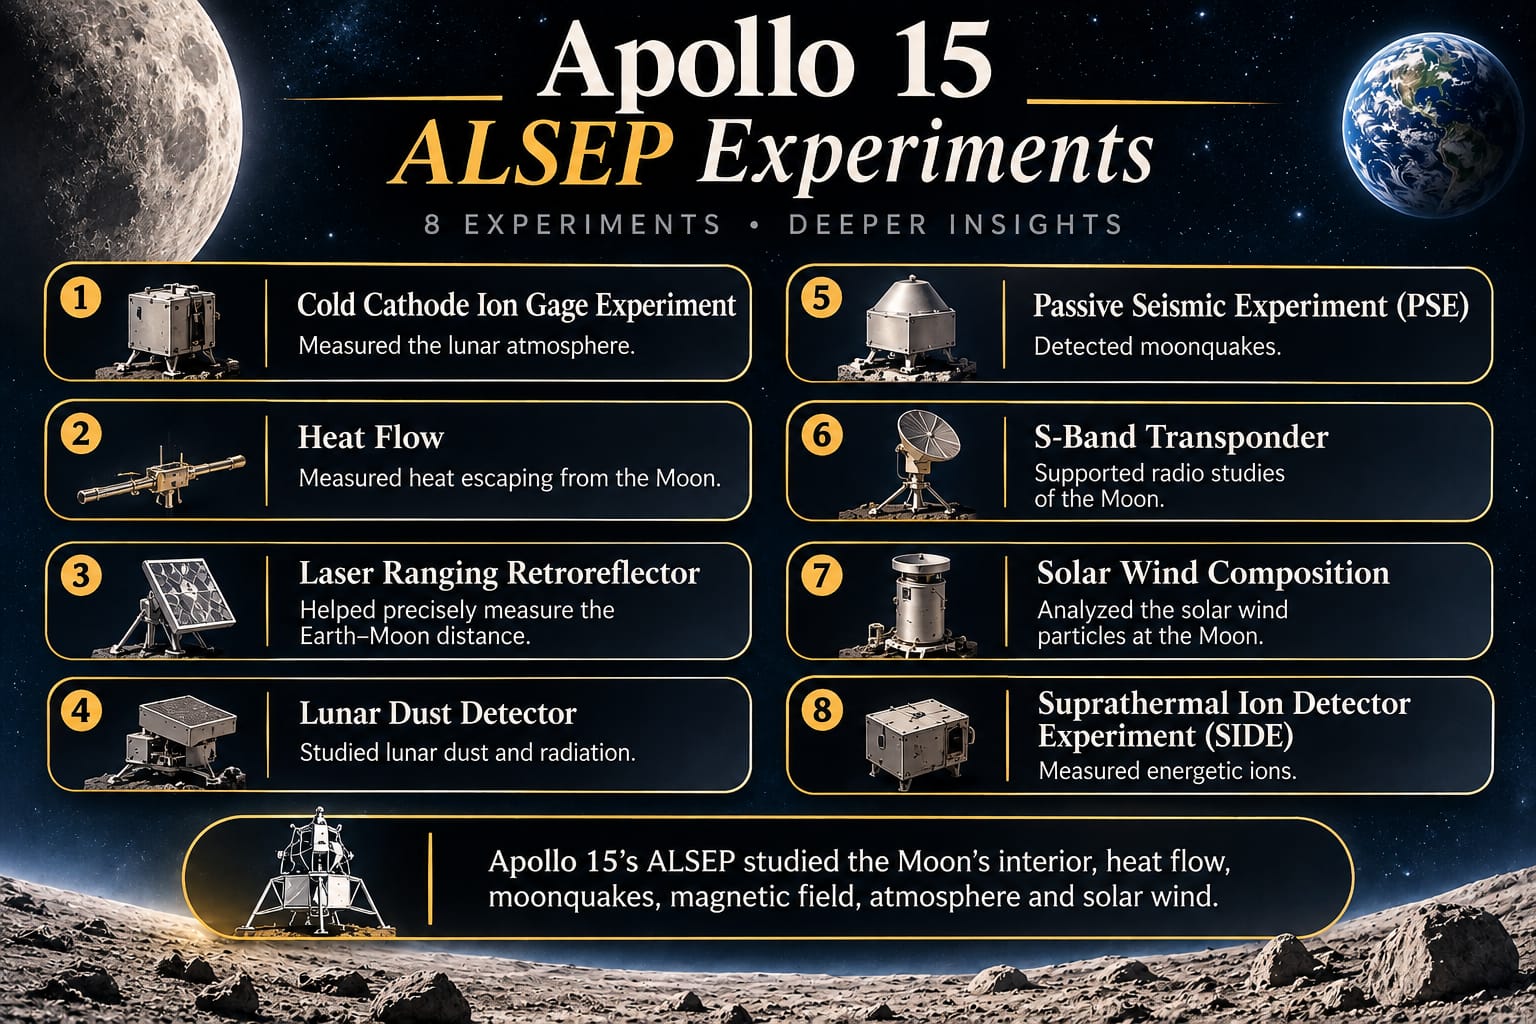 Apollo 15
ALSEP Experiments
8 EXPERIMENTS • DEEPER INSIGHTS
1
Cold Cathode Ion Gage Experiment
Measured the lunar atmosphere.
2
Heat Flow
Measured heat escaping from the Moon.
3
Laser Ranging Retroreflector
Helped precisely measure the
Earth–Moon distance.
4
Lunar Dust Detector
Studied lunar dust and radiation.
5
Passive Seismic Experiment (PSE)
Detected moonquakes.
6
S-Band Transponder
Supported radio studies
of the Moon.
7
Solar Wind Composition
Analyzed the solar wind
particles at the Moon.
8
Suprathermal Ion Detector
Experiment (SIDE)
Measured energetic ions.
Apollo 15’s ALSEP studied the Moon’s interior, heat flow,
moonquakes, magnetic field, atmosphere and solar wind.